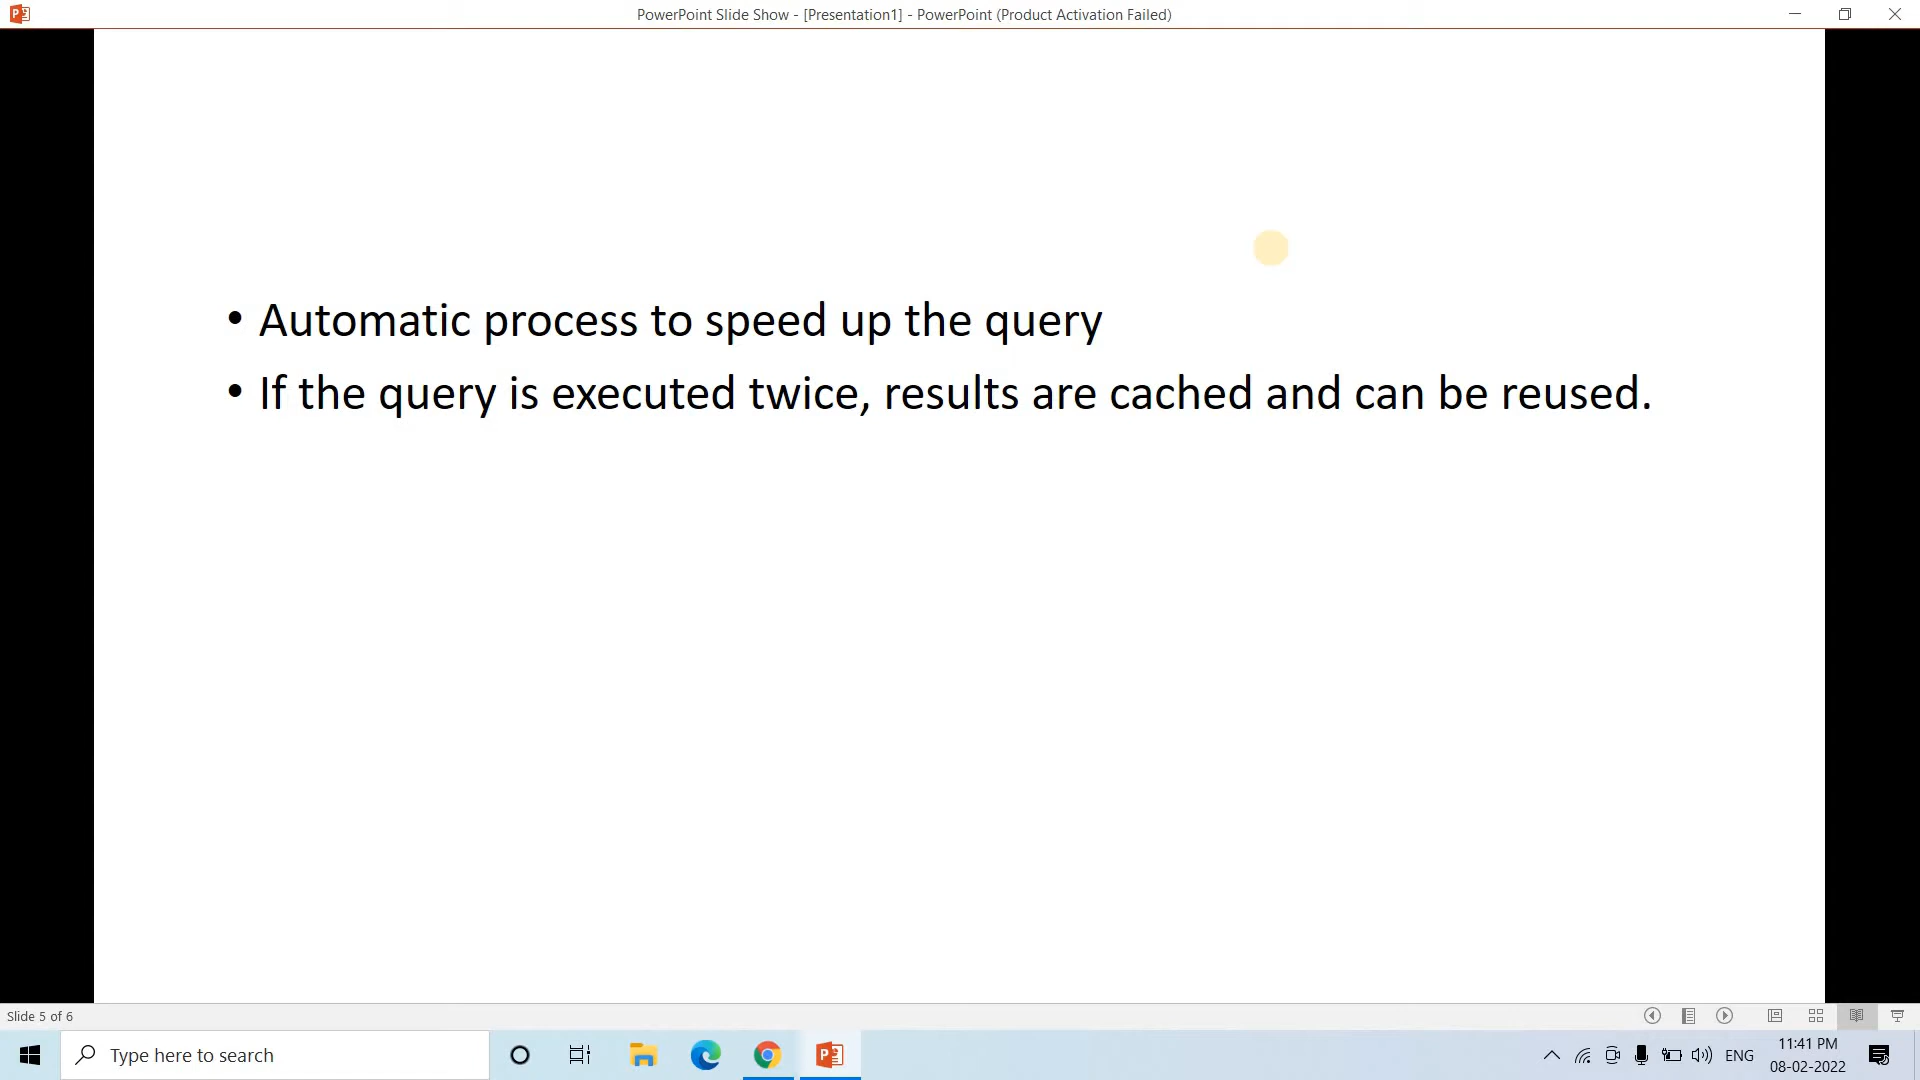 PowerPoint Slide Show - [Presentation1] - PowerPoint (Product Activation Failed)
• Automatic process to speed up the query
• If the query is executed twice, results are cached and can be reused.
Slide 5 of 6
Type here to search
ENG
11:41 PM
08-02-2022